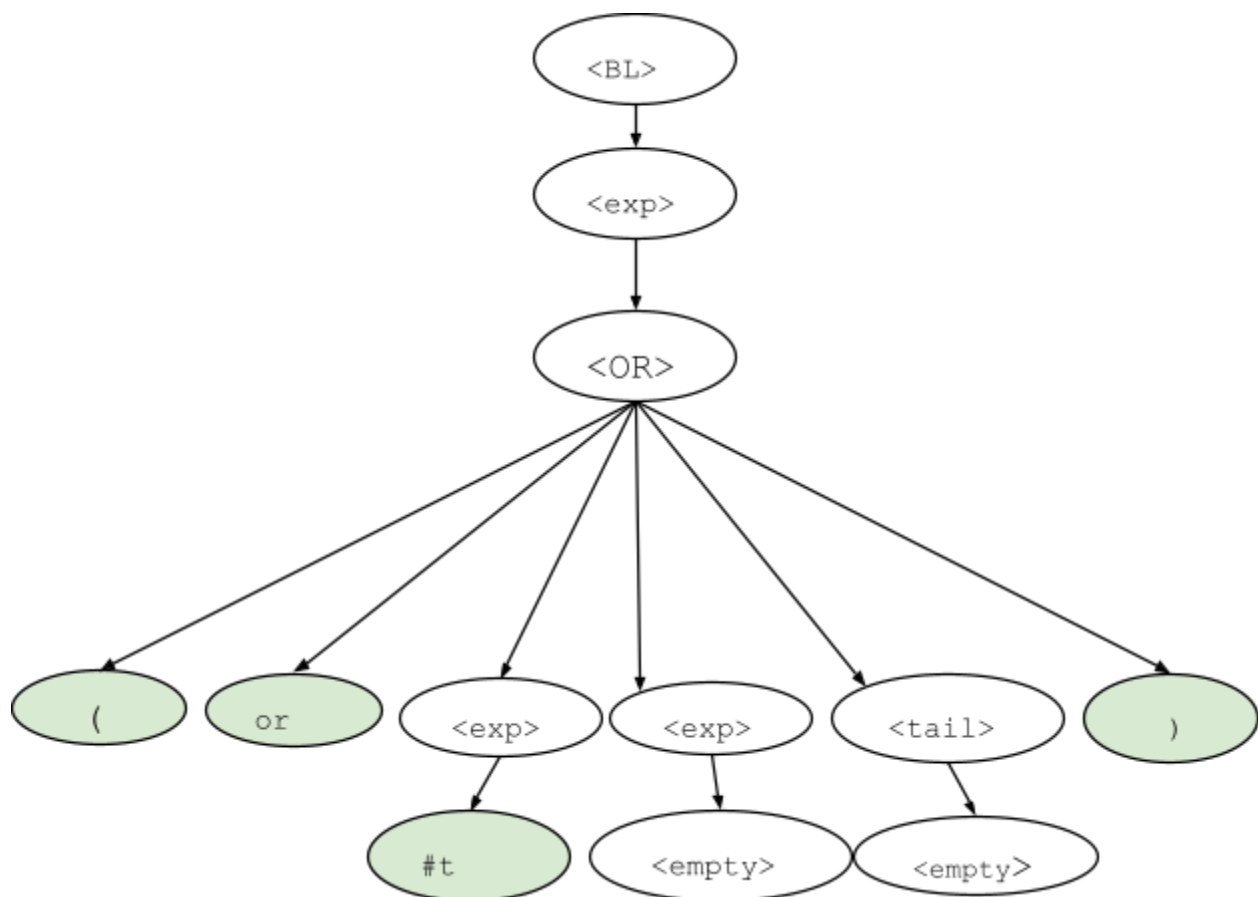 <BL>
<exp>
<OR>
( or <exp> <exp> <tail> )
#t <empty> <empty>